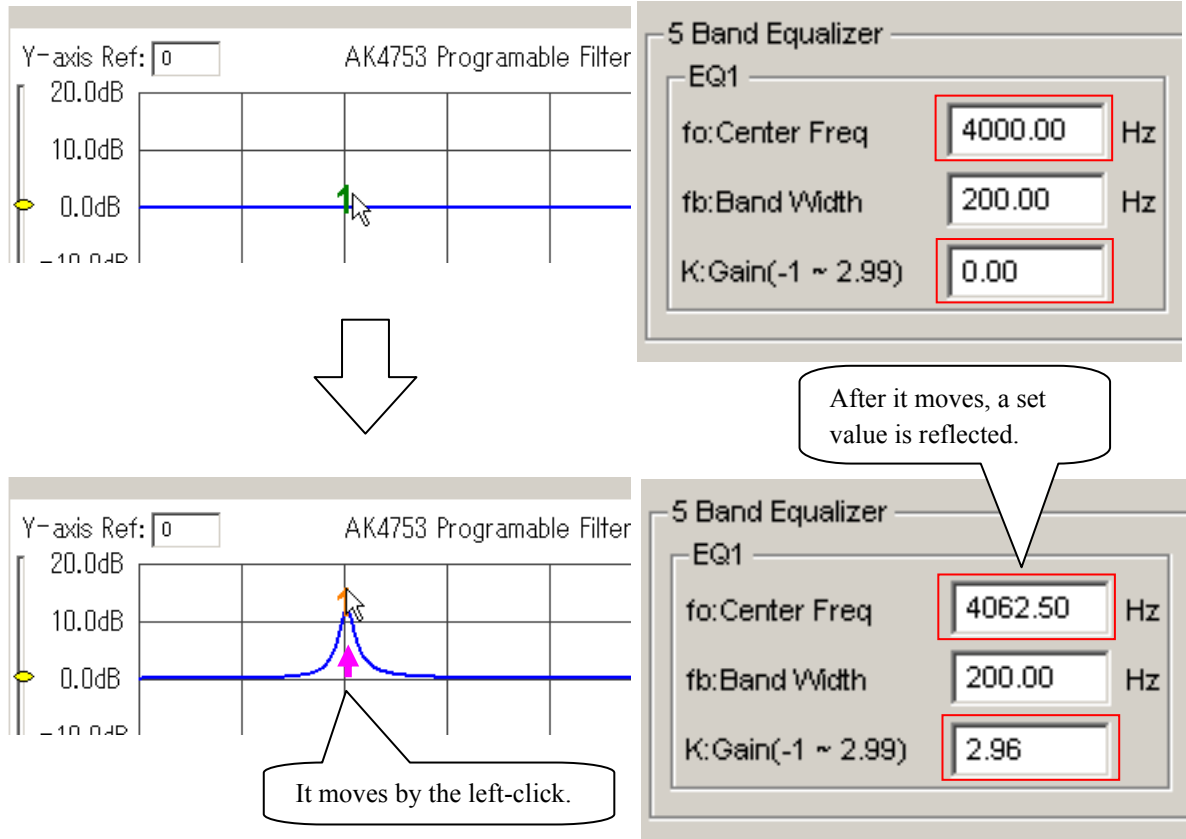 Y-axis Ref: 0 AK4753 Programable Filter
20.0dB
10.0dB
1
0.0dB
-10.0dB
5 Band Equalizer
EQ1
fo:Center Freq 4000.00 Hz
fb:Band Width 200.00 Hz
K:Gain(-1 ~ 2.99) 0.00
After it moves, a set
value is reflected.
Y-axis Ref: 0 AK4753 Programable Filter
20.0dB
1
10.0dB
0.0dB
-10.0dB
It moves by the left-click.
5 Band Equalizer
EQ1
fo:Center Freq 4062.50 Hz
fb:Band Width 200.00 Hz
K:Gain(-1 ~ 2.99) 2.96